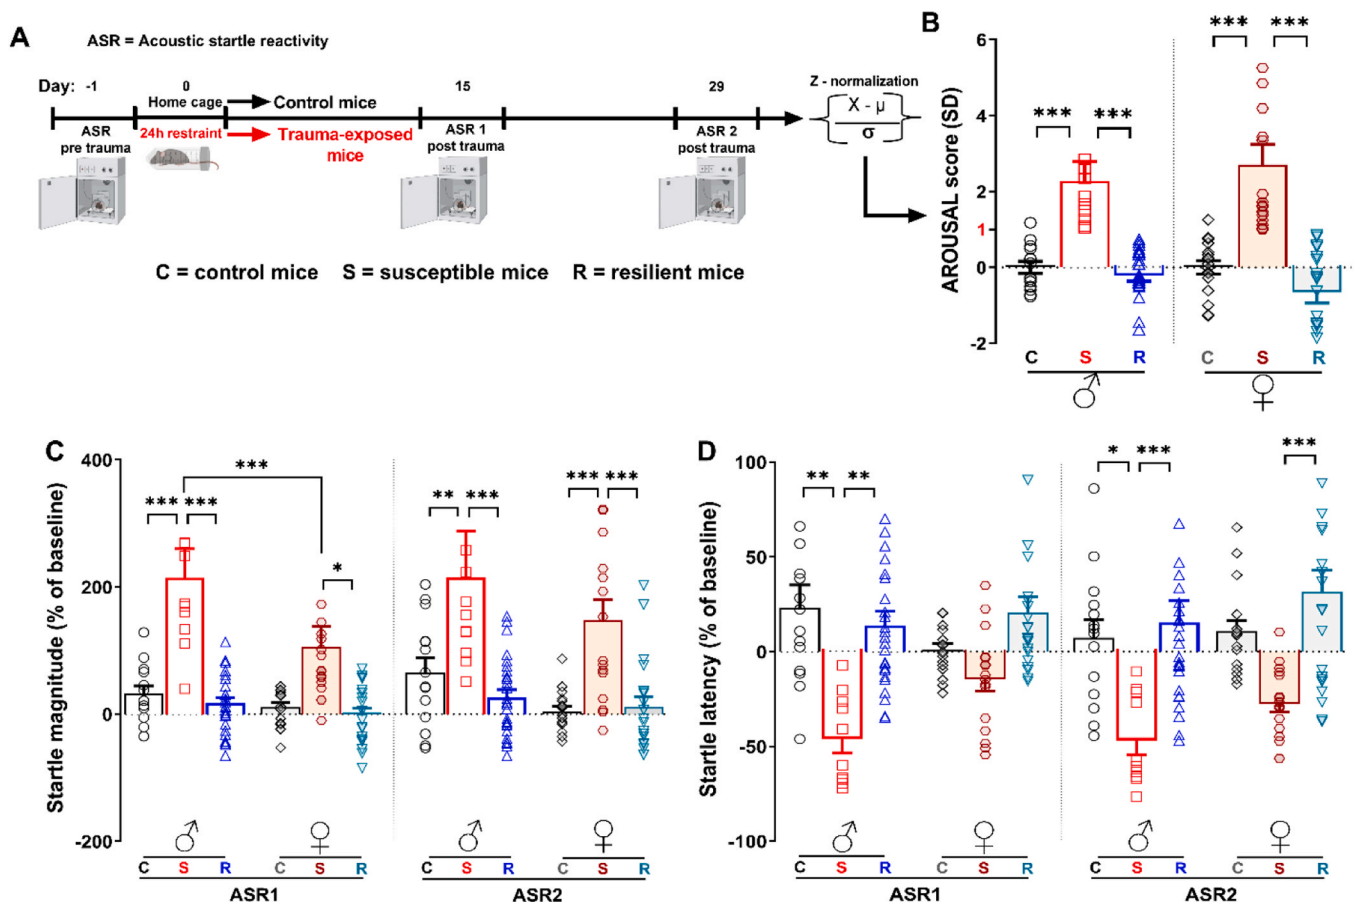 A
ASR = Acoustic startle reactivity
Day: -1 0 15 29
Home cage Control mice
24h restraint Trauma-exposed mice
ASR pre trauma
ASR 1 post trauma
ASR 2 post trauma
Z - normalization
X - μ
σ
C = control mice S = susceptible mice R = resilient mice
B
*** *** *** ***
AROUSAL score (SD)
6
4
2
1
0
-2
C S R C S R
♂ ♀
C
Startle magnitude (% of baseline)
400
200
0
-200
***
*** *** * ** *** *** ***
♂ ♀ ♂ ♀
C S R C S R C S R C S R
ASR1 ASR2
D
Startle latency (% of baseline)
100
50
0
-50
-100
** ** * *** ***
♂ ♀ ♂ ♀
C S R C S R C S R C S R
ASR1 ASR2